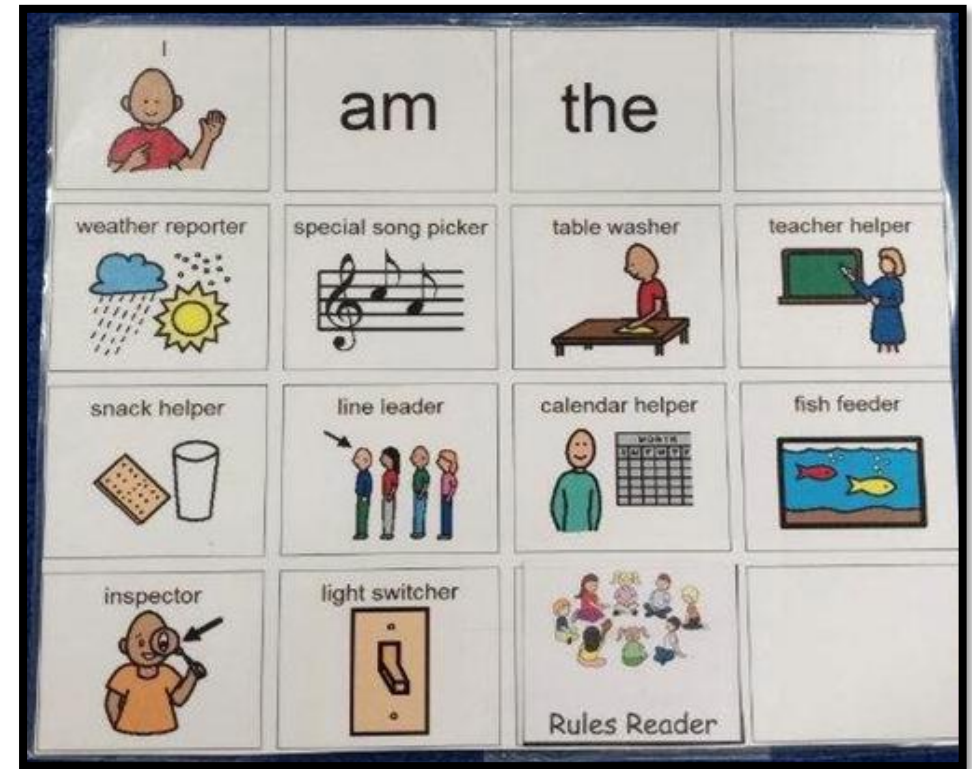 I
am
the
weather reporter
special song picker
table washer
teacher helper
snack helper
line leader
calendar helper
fish feeder
MONTH
S M T W T F
inspector
light switcher
Rules Reader